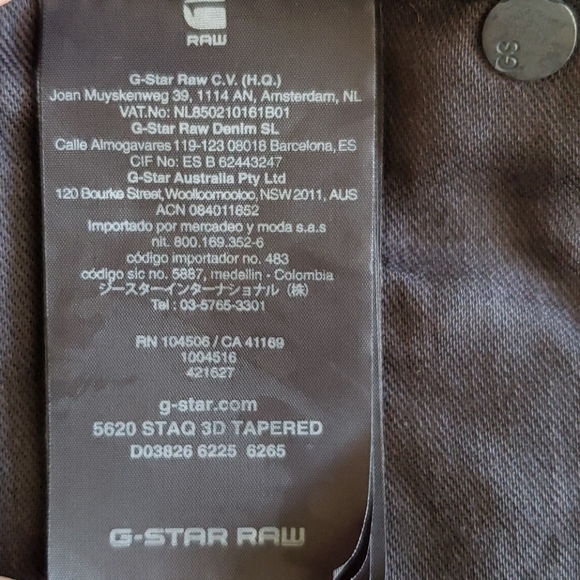 RAW
G-Star Raw C.V. (H.Q.)
Joan Muyskenweg 39, 1114 AN, Amsterdam, NL
VAT.No: NL850210161B01
G-Star Raw Denim SL
Calle Almogavares 119-123 08018 Barcelona, ES
CIF No: ES B 62443247
G-Star Australia Pty Ltd
120 Bourke Street, Woolloomooloo, NSW 2011, AUS
ACN 084011852
Importado por mercadeo y moda s.a.s
nit. 800.169.352-6
código importador no. 483
código sic no. 5887, medellin - Colombia
ジースターインターナショナル (株)
Tel : 03-5765-3301
RN 104506 / CA 41169
1004516
421627
g-star.com
5620 STAQ 3D TAPERED
D03826 6225 6265
G-STAR RAW
GS